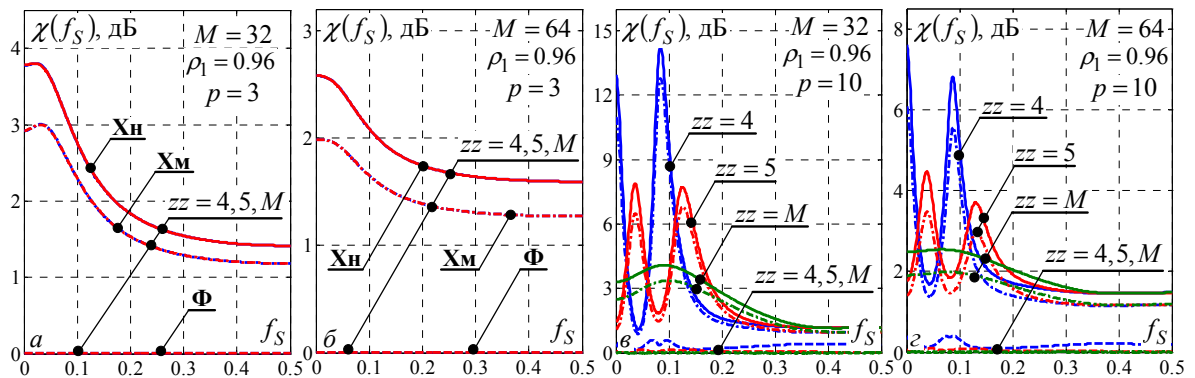 χ(f_S), дБ
M = 32
ρ₁ = 0.96
p = 3
Хн
Хм
zz = 4,5,M
Ф
а
f_S
4
3
2
1
0
0 0.1 0.2 0.3 0.4 0.5
χ(f_S), дБ
M = 64
ρ₁ = 0.96
p = 3
zz = 4,5,M
Хн
Хм
Ф
б
f_S
3
2
1
0
0 0.1 0.2 0.3 0.4 0.5
χ(f_S), дБ
M = 32
ρ₁ = 0.96
p = 10
zz = 4
zz = 5
zz = M
zz = 4,5,M
в
f_S
15
12
9
6
3
0
0 0.1 0.2 0.3 0.4 0.5
χ(f_S), дБ
M = 64
ρ₁ = 0.96
p = 10
zz = 4
zz = 5
zz = M
zz = 4,5,M
г
f_S
8
6
4
2
0
0 0.1 0.2 0.3 0.4 0.5